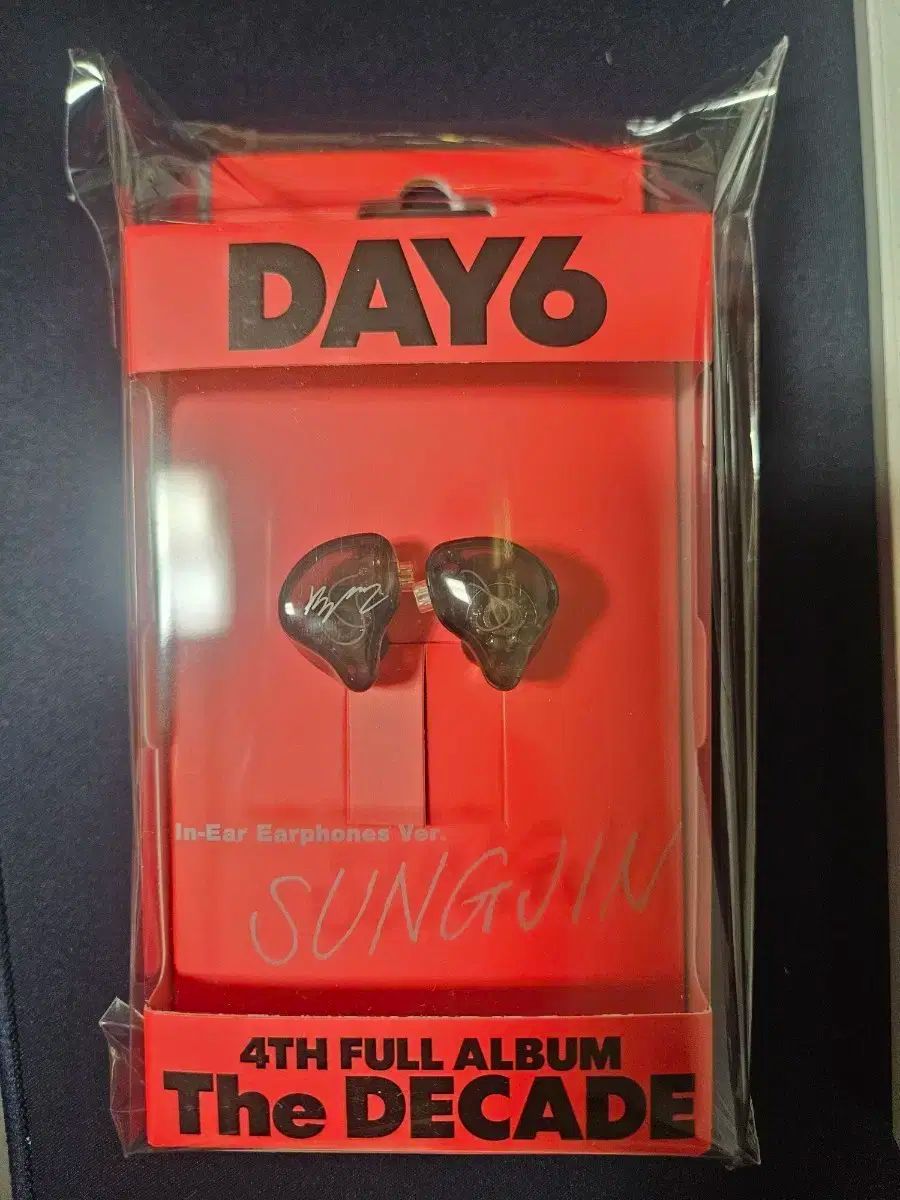 DAY6
In-Ear Earphones Ver.
SUNGJIN
4TH FULL ALBUM
The DECADE